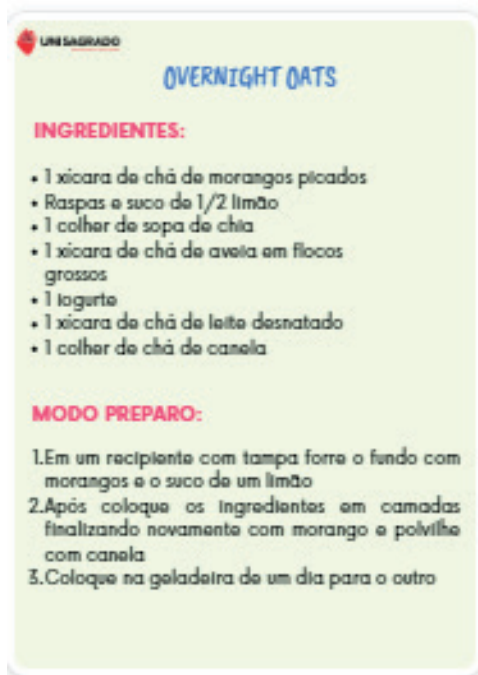 UNISAGRADO
OVERNIGHT OATS
INGREDIENTES:
• 1 xícara de chá de morangos picados
• Raspas e suco de 1/2 limão
• 1 colher de sopa de chia
• 1 xícara de chá de aveia em flocos
grossos
• 1 iogurte
• 1 xícara de chá de leite desnatado
• 1 colher de chá de canela
MODO PREPARO:
1.Em um recipiente com tampa forre o fundo com
morangos e o suco de um limão
2.Após coloque os ingredientes em camadas
finalizando novamente com morango e polvilhe
com canela
3.Coloque na geladeira de um dia para o outro